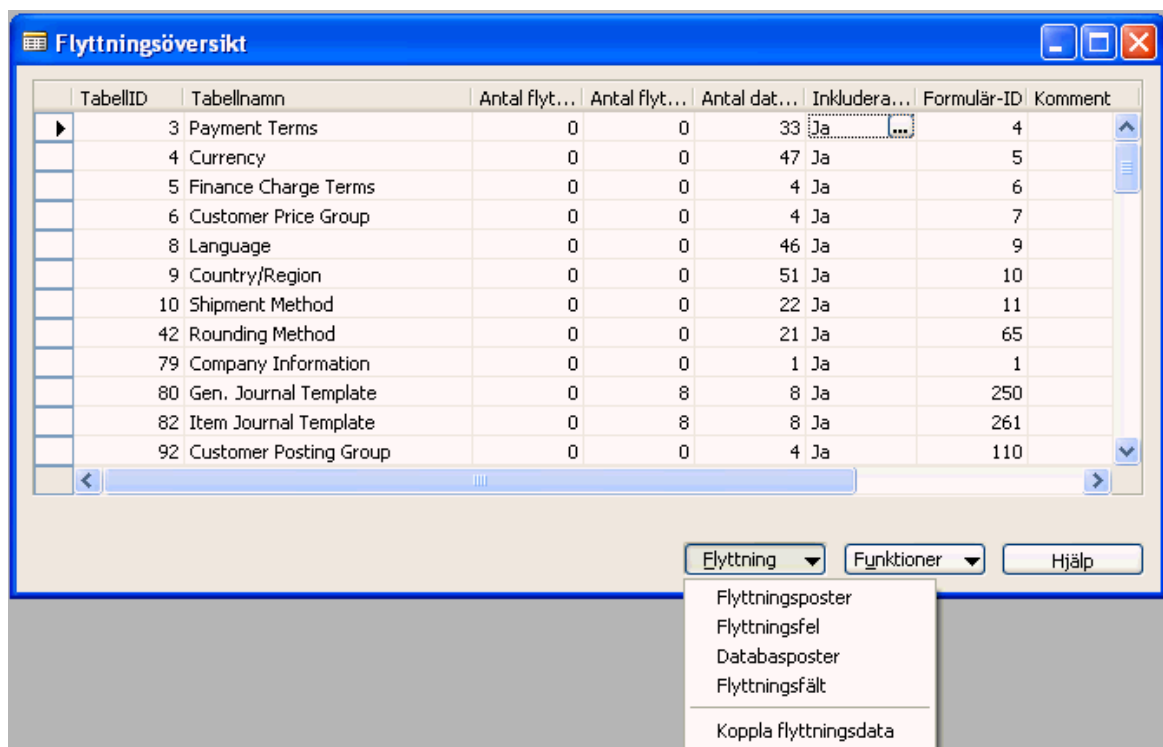 Flyttningsöversikt
TabellID Tabellnamn Antal flyt... Antal flyt... Antal dat... Inkludera... Formulär-ID Komment
3 Payment Terms 0 0 33 Ja ... 4
4 Currency 0 0 47 Ja 5
5 Finance Charge Terms 0 0 4 Ja 6
6 Customer Price Group 0 0 4 Ja 7
8 Language 0 0 46 Ja 9
9 Country/Region 0 0 51 Ja 10
10 Shipment Method 0 0 22 Ja 11
42 Rounding Method 0 0 21 Ja 65
79 Company Information 0 0 1 Ja 1
80 Gen. Journal Template 0 8 8 Ja 250
82 Item Journal Template 0 8 8 Ja 261
92 Customer Posting Group 0 0 4 Ja 110
Flyttning Funktioner Hjälp
Flyttningsposter
Flyttningsfel
Databasposter
Flyttningsfält
Koppla flyttningsdata